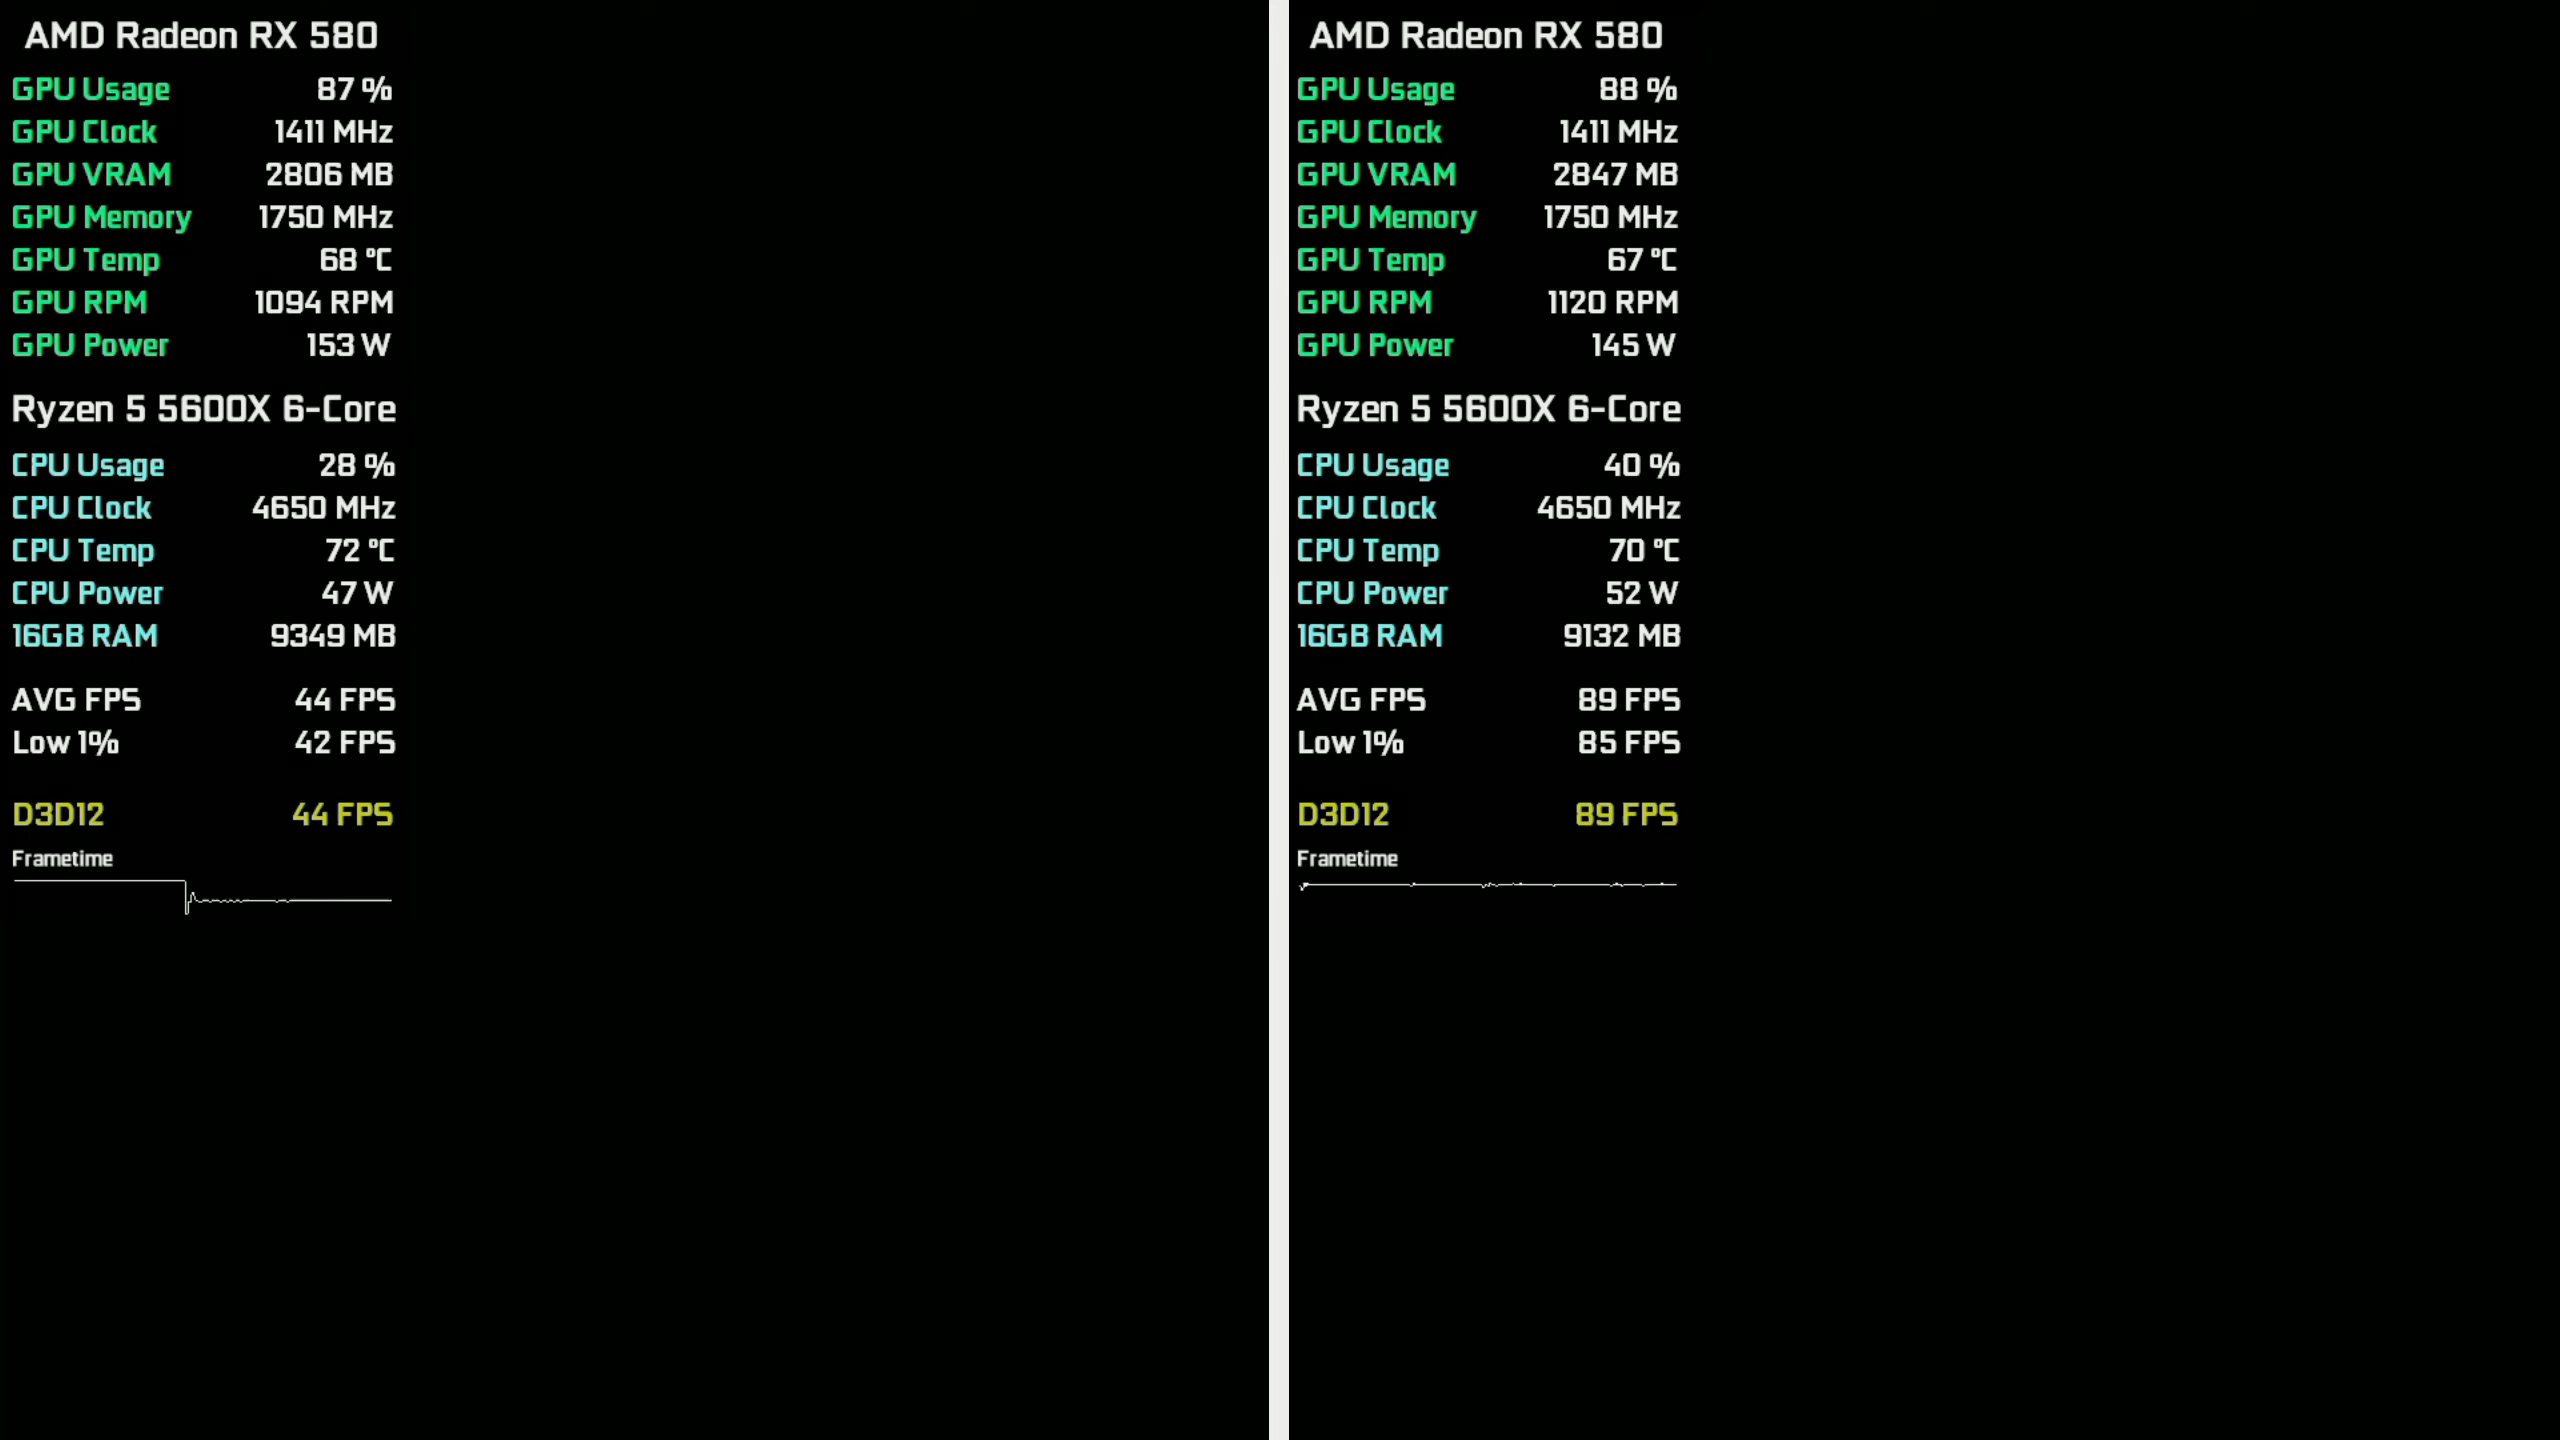 AMD Radeon RX 580
GPU Usage 87 %
GPU Clock 1411 MHz
GPU VRAM 2806 MB
GPU Memory 1750 MHz
GPU Temp 68 °C
GPU RPM 1094 RPM
GPU Power 153 W
Ryzen 5 5600X 6-Core
CPU Usage 28 %
CPU Clock 4650 MHz
CPU Temp 72 °C
CPU Power 47 W
16GB RAM 9349 MB
AVG FPS 44 FPS
Low 1% 42 FPS
D3D12 44 FPS
Frametime
AMD Radeon RX 580
GPU Usage 88 %
GPU Clock 1411 MHz
GPU VRAM 2847 MB
GPU Memory 1750 MHz
GPU Temp 67 °C
GPU RPM 1120 RPM
GPU Power 145 W
Ryzen 5 5600X 6-Core
CPU Usage 40 %
CPU Clock 4650 MHz
CPU Temp 70 °C
CPU Power 52 W
16GB RAM 9132 MB
AVG FPS 89 FPS
Low 1% 85 FPS
D3D12 89 FPS
Frametime